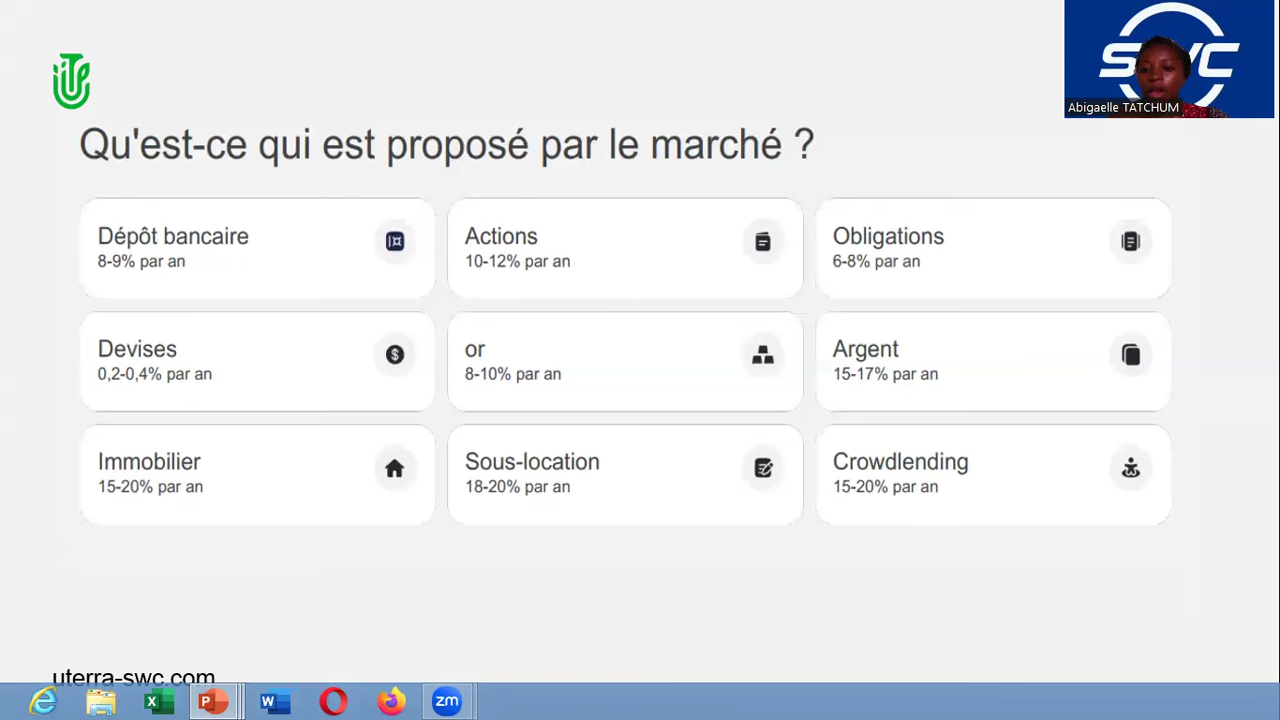 SWC
Abigaelle TATCHUM
Qu'est-ce qui est proposé par le marché ?
Dépôt bancaire
8-9% par an
Actions
10-12% par an
Obligations
6-8% par an
Devises
0,2-0,4% par an
or
8-10% par an
Argent
15-17% par an
Immobilier
15-20% par an
Sous-location
18-20% par an
Crowdlending
15-20% par an
uterra-swc.com
zm